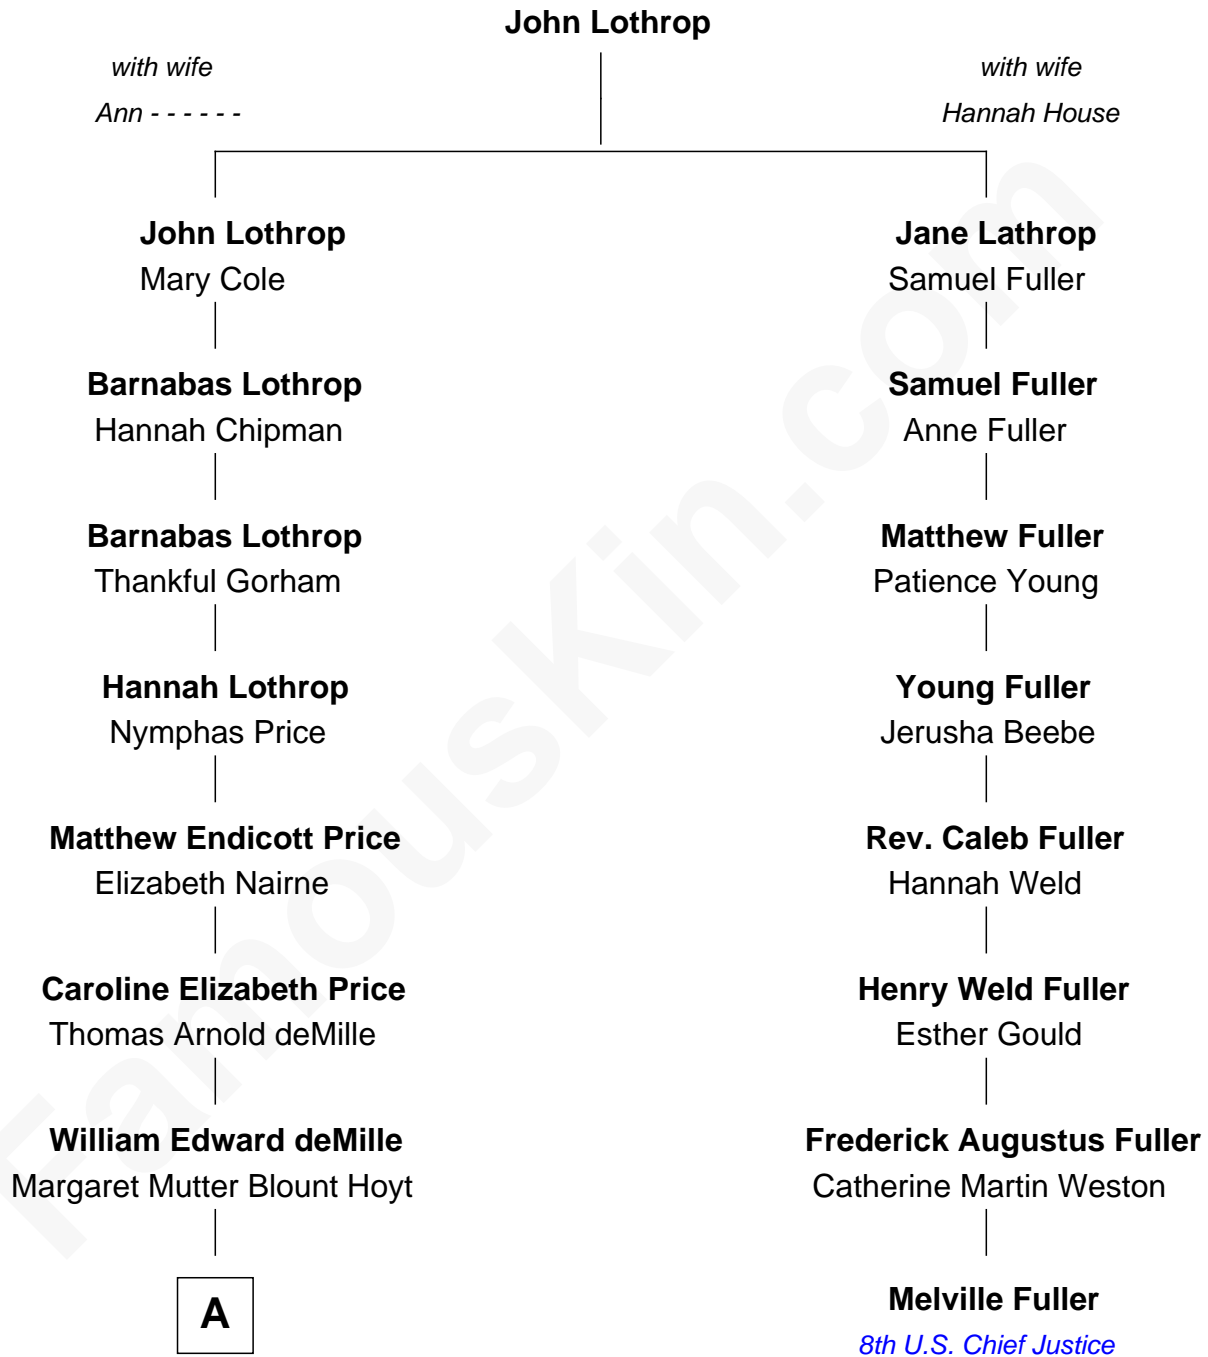 John Lothrop
with wife
Ann - - - - - -
with wife
Hannah House
John Lothrop
Mary Cole
Barnabas Lothrop
Hannah Chipman
Barnabas Lothrop
Thankful Gorham
Hannah Lothrop
Nymphas Price
Matthew Endicott Price
Elizabeth Nairne
Caroline Elizabeth Price
Thomas Arnold deMille
William Edward deMille
Margaret Mutter Blount Hoyt
A
Jane Lathrop
Samuel Fuller
Samuel Fuller
Anne Fuller
Matthew Fuller
Patience Young
Young Fuller
Jerusha Beebe
Rev. Caleb Fuller
Hannah Weld
Henry Weld Fuller
Esther Gould
Frederick Augustus Fuller
Catherine Martin Weston
Melville Fuller
8th U.S. Chief Justice
FamousKin.com